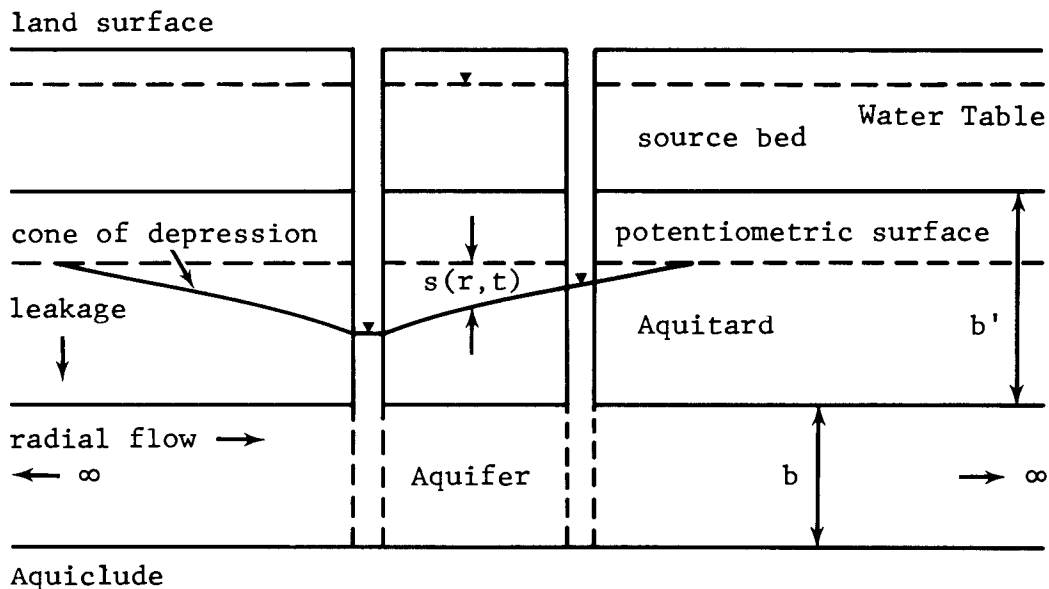 land surface
Water Table
source bed
cone of depression
potentiometric surface
s(r,t)
leakage
Aquitard
b'
radial flow
∞
Aquifer
b
∞
Aquiclude